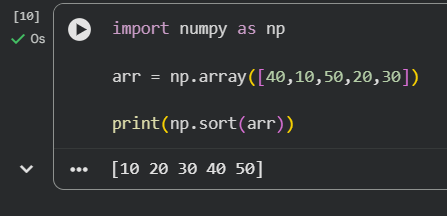 [10]
0s
import numpy as np
arr = np.array([40,10,50,20,30])
print(np.sort(arr))
[10 20 30 40 50]